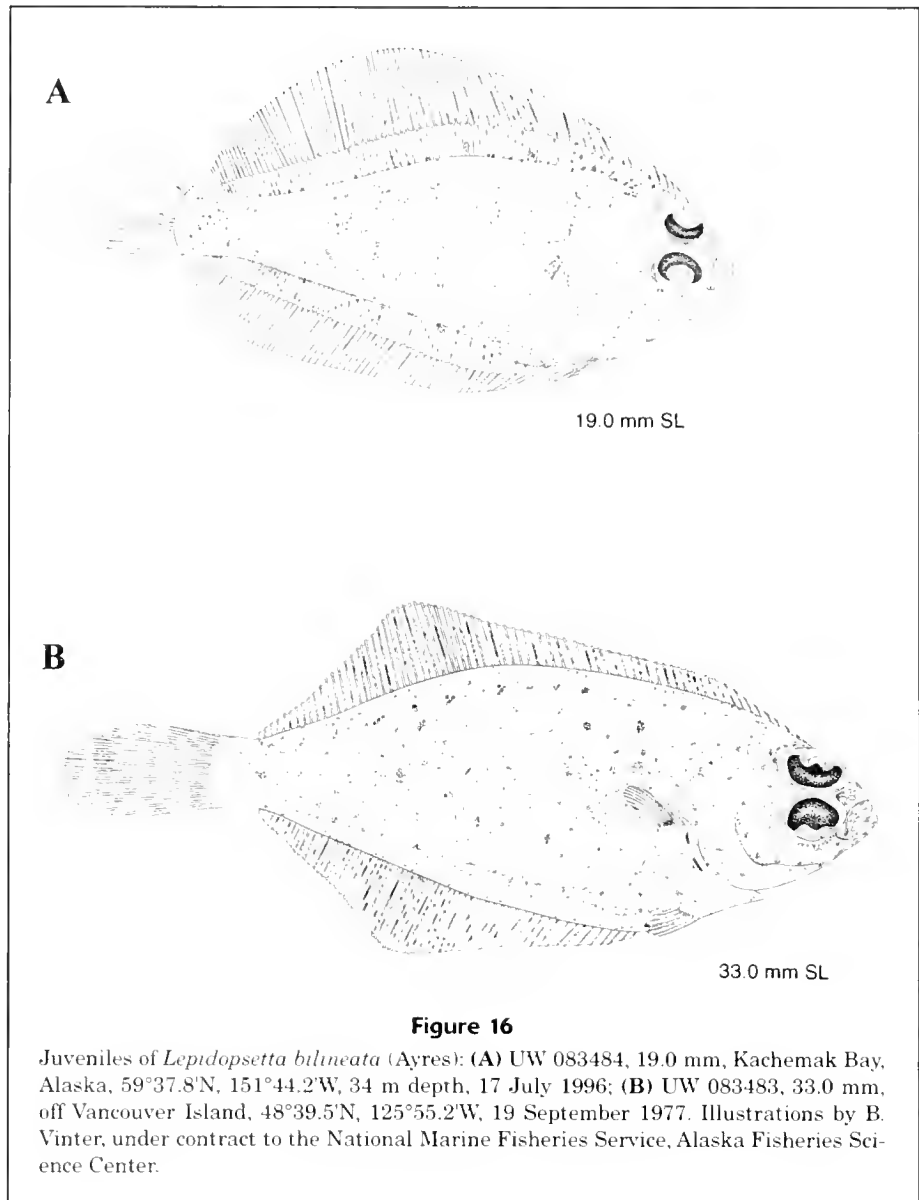 A
19.0 mm SL
B
33.0 mm SL
Figure 16
Juveniles of Lepidopsetta bilineata (Ayres): (A) UW 083484, 19.0 mm, Kachemak Bay,
Alaska, 59°37.8'N, 151°44.2'W, 34 m depth, 17 July 1996; (B) UW 083483, 33.0 mm,
off Vancouver Island, 48°39.5'N, 125°55.2'W, 19 September 1977. Illustrations by B.
Vinter, under contract to the National Marine Fisheries Service, Alaska Fisheries Sci-
ence Center.